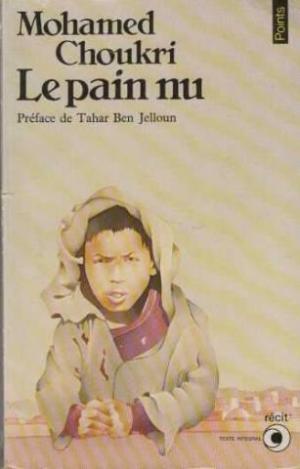 Mohamed
Choukri
Le pain nu
Préface de Tahar Ben Jelloun
Points
récit
TEXTE INTÉGRAL